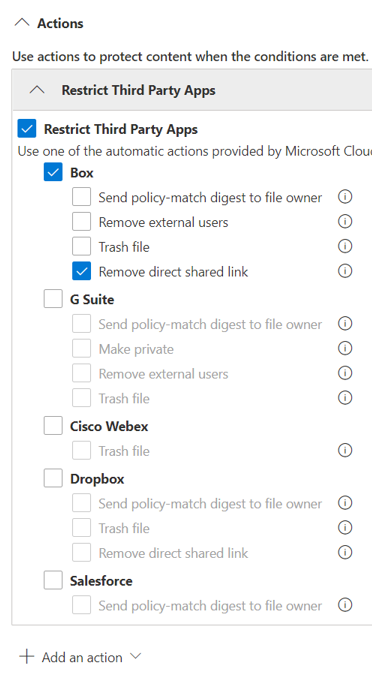 Actions
Use actions to protect content when the conditions are met.
Restrict Third Party Apps
Restrict Third Party Apps
Use one of the automatic actions provided by Microsoft
Box
Send policy-match digest to file owner
Remove external users
Trash file
Remove direct shared link
G Suite
Send policy-match digest to file owner
Make private
Remove external users
Trash file
Cisco Webex
Trash file
Dropbox
Send policy-match digest to file owner
Trash file
Remove direct shared link
Salesforce
Send policy-match digest to file owner
Add an action